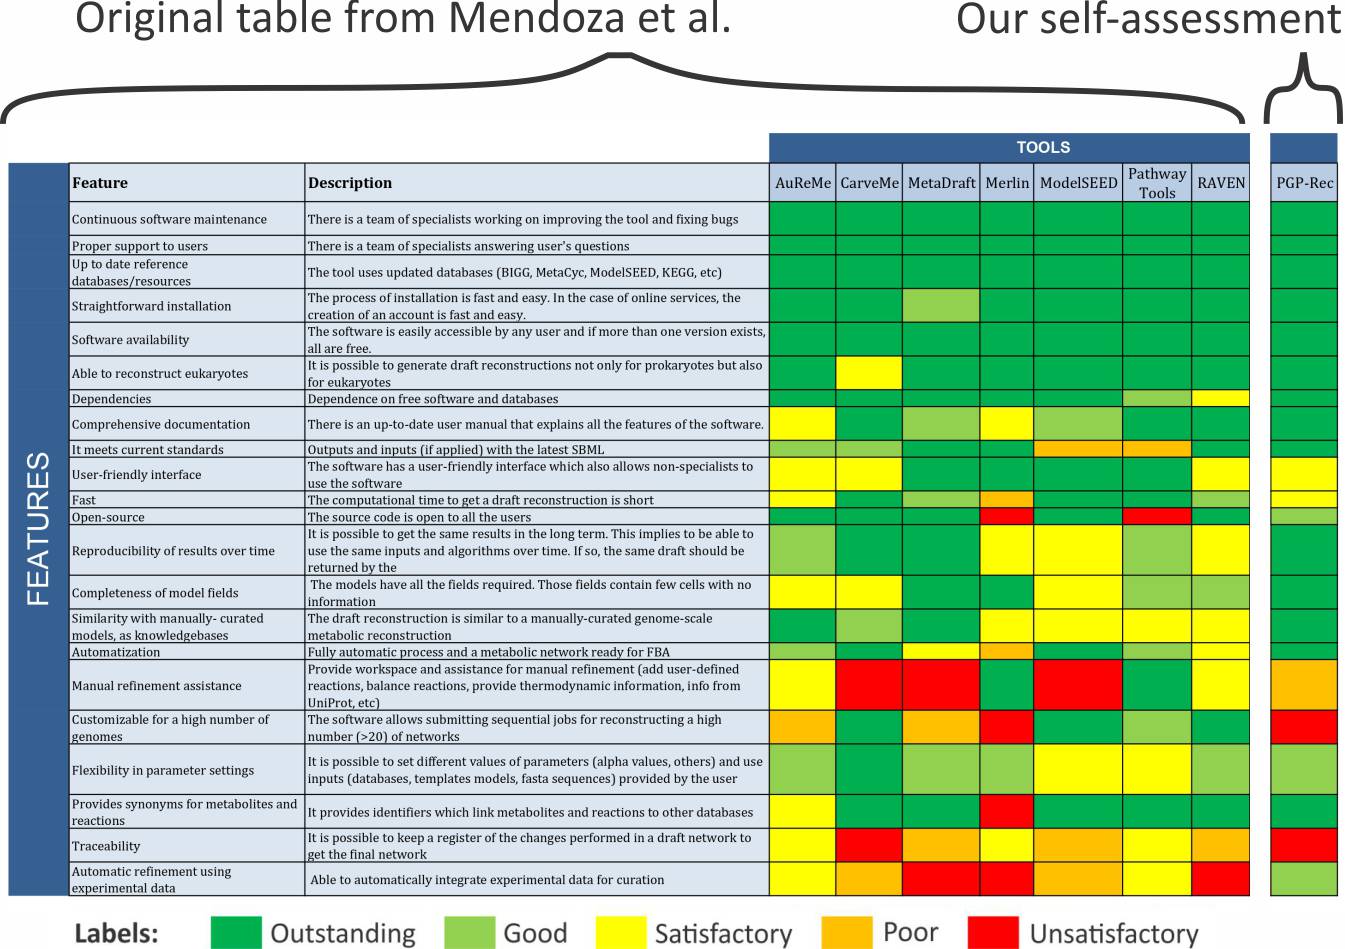 Original table from Mendoza et al.
Our self-assessment
TOOLS
Feature
Description
AuReMe
CarveMe
MetaDraft
Merlin
ModelSEED
Pathway
Tools
RAVEN
PGP-Rec
FEATURES
Continuous software maintenance
There is a team of specialists working on improving the tool and fixing bugs
Proper support to users
There is a team of specialists answering user's questions
Up to date reference
databases/resources
The tool uses updated databases (BIGG, MetaCyc, ModelSEED, KEGG, etc)
Straightforward installation
The process of installation is fast and easy. In the case of online services, the
creation of an account is fast and easy.
Software availability
The software is easily accessible by any user and if more than one version exists,
all are free.
Able to reconstruct eukaryotes
It is possible to generate draft reconstructions not only for prokaryotes but also
for eukaryotes
Dependencies
Dependence on free software and databases
Comprehensive documentation
There is an up-to-date user manual that explains all the features of the software.
It meets current standards
Outputs and inputs (if applied) with the latest SBML
User-friendly interface
The software has a user-friendly interface which also allows non-specialists to
use the software
Fast
The computational time to get a draft reconstruction is short
Open-source
The source code is open to all the users
Reproducibility of results over time
It is possible to get the same results in the long term. This implies to be able to
use the same inputs and algorithms over time. If so, the same draft should be
returned by the
Completeness of model fields
The models have all the fields required. Those fields contain few cells with no
information
Similarity with manually- curated
models, as knowledgebases
The draft reconstruction is similar to a manually-curated genome-scale
metabolic reconstruction
Automatization
Fully automatic process and a metabolic network ready for FBA
Manual refinement assistance
Provide workspace and assistance for manual refinement (add user-defined
reactions, balance reactions, provide thermodynamic information, info from
UniProt, etc)
Customizable for a high number of
genomes
The software allows submitting sequential jobs for reconstructing a high
number (>20) of networks
Flexibility in parameter settings
It is possible to set different values of parameters (alpha values, others) and use
inputs (databases, templates models, fasta sequences) provided by the user
Provides synonyms for metabolites and
reactions
It provides identifiers which link metabolites and reactions to other databases
Traceability
It is possible to keep a register of the changes performed in a draft network to
get the final network
Automatic refinement using
experimental data
Able to automatically integrate experimental data for curation
Labels:
Outstanding
Good
Satisfactory
Poor
Unsatisfactory